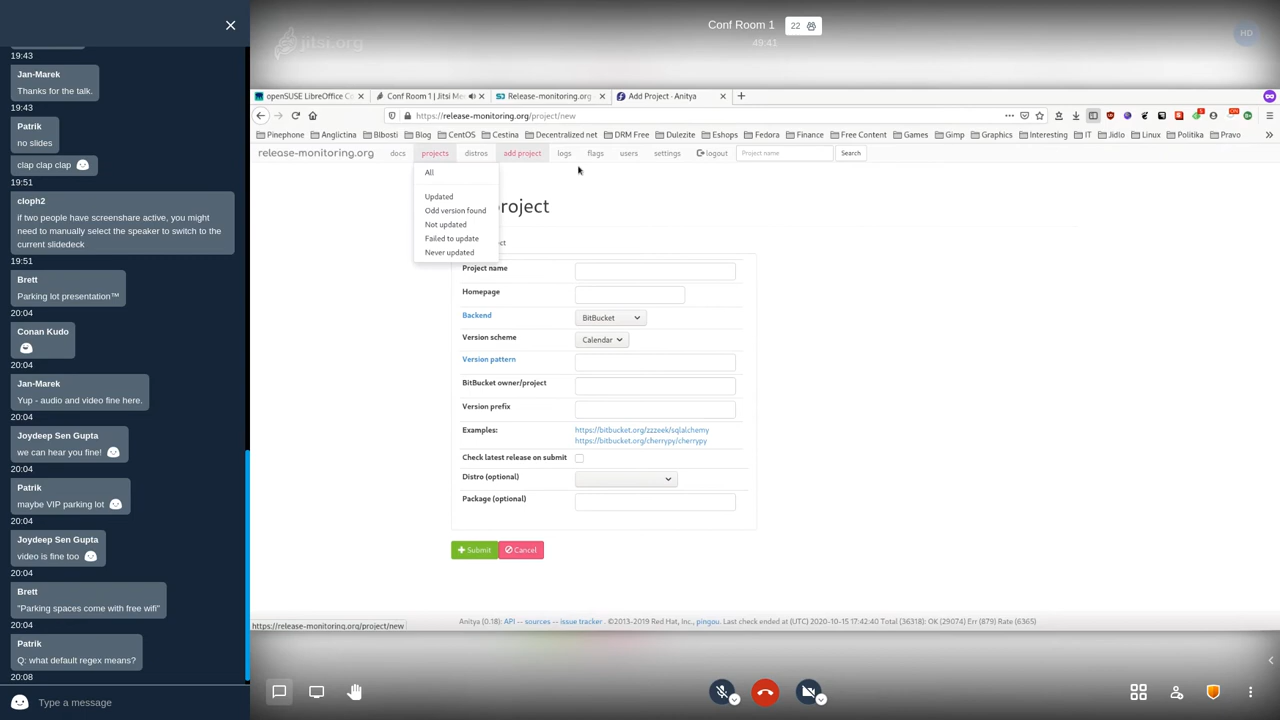 19:43
Jan-Marek
Thanks for the talk.
19:43
Patrik
no slides
clap clap clap
19:51
cloph2
if two people have screenshare active, you might
need to manually select the speaker to switch to the
current slidedeck
19:51
Brett
Parking lot presentation™
20:04
Conan Kudo
20:04
Jan-Marek
Yup - audio and video fine here.
20:04
Joydeep Sen Gupta
we can hear you fine!
20:04
Patrik
maybe VIP parking lot
20:04
Joydeep Sen Gupta
video is fine too
20:04
Brett
"Parking spaces come with free wifi"
20:04
Patrik
Q: what default regex means?
20:08
Type a message
jitsi.org
Conf Room 1
22
49:41
HD
openSUSE LibreOffice Co
Conf Room 1 | Jitsi Me
Release-monitoring.org
Add Project · Anitya
https://release-monitoring.org/project/new
Pinephone Anglictina Bibosti Blog CentOS Cestina Decentralized net DRM Free Dulezite Eshops Fedora Finance Free Content Games Gimp Graphics Interesting IT Jidlo Linux Politika Pravo
release-monitoring.org docs projects distros add project logs flags users settings logout Project name Search
All
Updated
Odd version found
Not updated
Failed to update
Never updated
roject
ct
Project name
Homepage
Backend BitBucket
Version scheme Calendar
Version pattern
BitBucket owner/project
Version prefix
Examples: https://bitbucket.org/zzzeek/sqlalchemy
https://bitbucket.org/cherrypy/cherrypy
Check latest release on submit
Distro (optional)
Package (optional)
Submit Cancel
Anitya (0.18): API -- sources -- issue tracker . ©2013-2019 Red Hat, Inc., pingou. Last check ended at (UTC) 2020-10-15 17:42:40 Total (36318): OK (29074) Err (879) Rate (6365)
https://release-monitoring.org/project/new